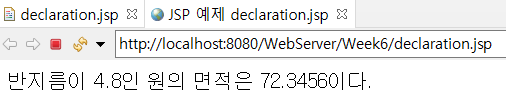 declaration.jsp JSP 예제 declaration.jsp
http://localhost:8080/WebServer/Week6/declaration.jsp
반지름이 4.8인 원의 면적은 72.3456이다.